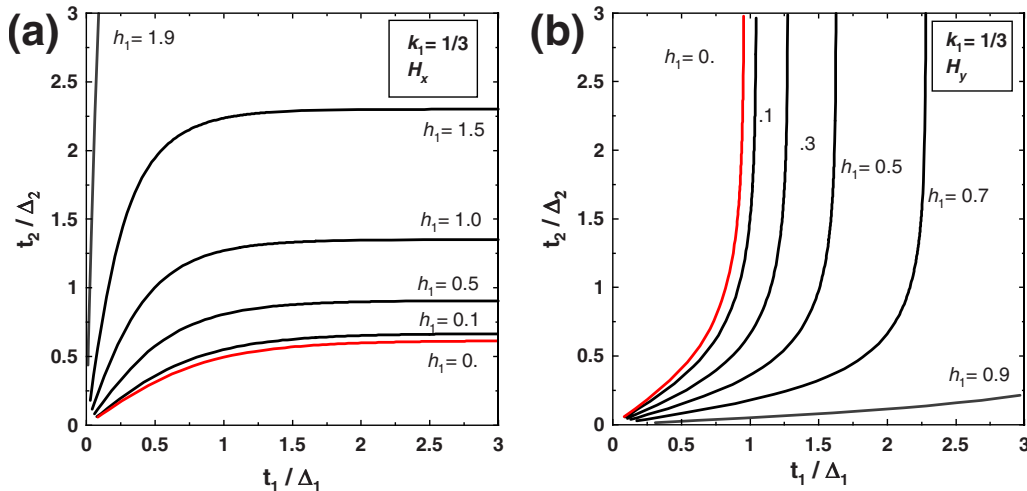 (a)
3
2.5
2
1.5
1
0.5
0
0
0.5
1
1.5
2
2.5
3
t₂ / Δ₂
t₁ / Δ₁
h₁= 1.9
k₁= 1/3
Hₓ
h₁= 1.5
h₁= 1.0
h₁= 0.5
h₁= 0.1
h₁= 0.
(b)
3
2.5
2
1.5
1
0.5
0
0
0.5
1
1.5
2
2.5
3
t₂ / Δ₂
t₁ / Δ₁
h₁= 0.
k₁= 1/3
H_y
.1
.3
h₁= 0.5
h₁= 0.7
h₁= 0.9